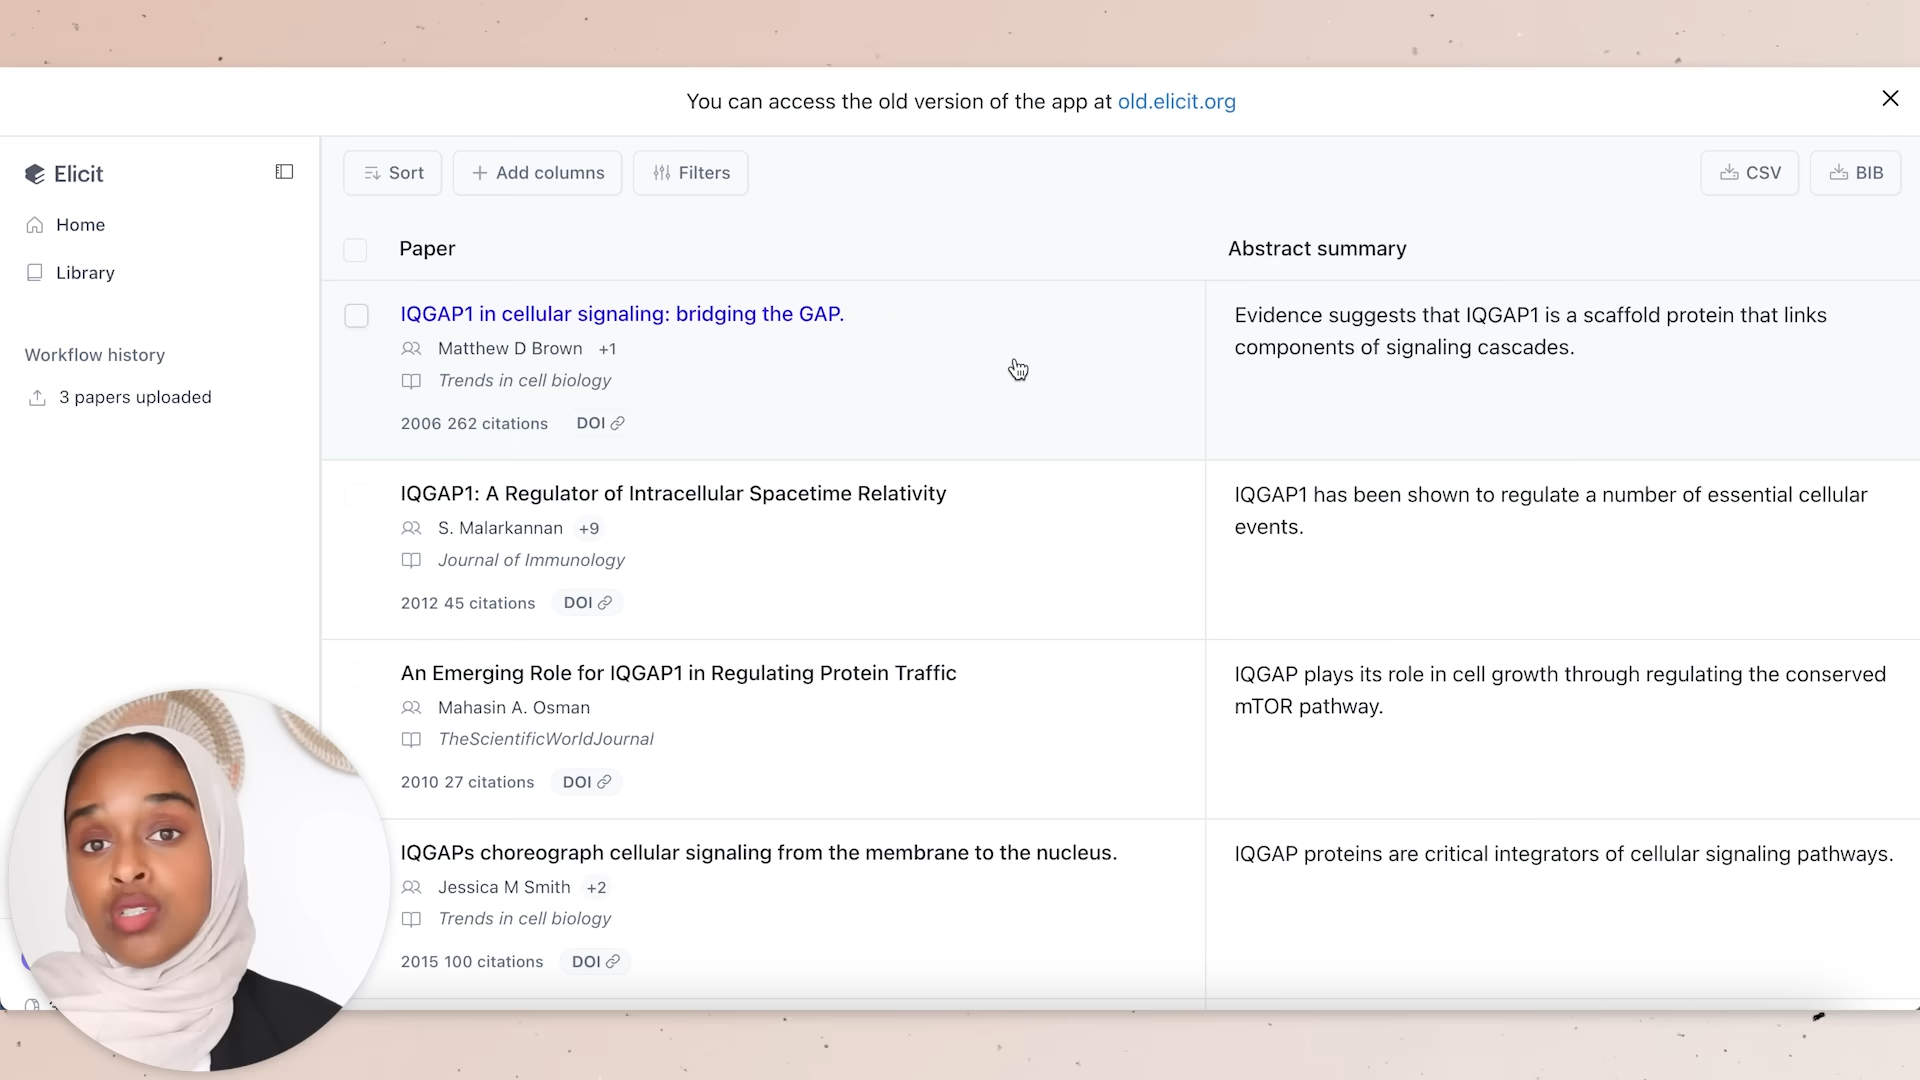 You can access the old version of the app at old.elicit.org
Elicit
Home
Library
Workflow history
3 papers uploaded
Sort
Add columns
Filters
CSV
BIB
Paper
Abstract summary
IQGAP1 in cellular signaling: bridging the GAP.
Matthew D Brown +1
Trends in cell biology
2006 262 citations DOI
Evidence suggests that IQGAP1 is a scaffold protein that links
components of signaling cascades.
IQGAP1: A Regulator of Intracellular Spacetime Relativity
S. Malarkannan +9
Journal of Immunology
2012 45 citations DOI
IQGAP1 has been shown to regulate a number of essential cellular
events.
An Emerging Role for IQGAP1 in Regulating Protein Traffic
Mahasin A. Osman
TheScientificWorldJournal
2010 27 citations DOI
IQGAP plays its role in cell growth through regulating the conserved
mTOR pathway.
IQGAPs choreograph cellular signaling from the membrane to the nucleus.
Jessica M Smith +2
Trends in cell biology
2015 100 citations DOI
IQGAP proteins are critical integrators of cellular signaling pathways.